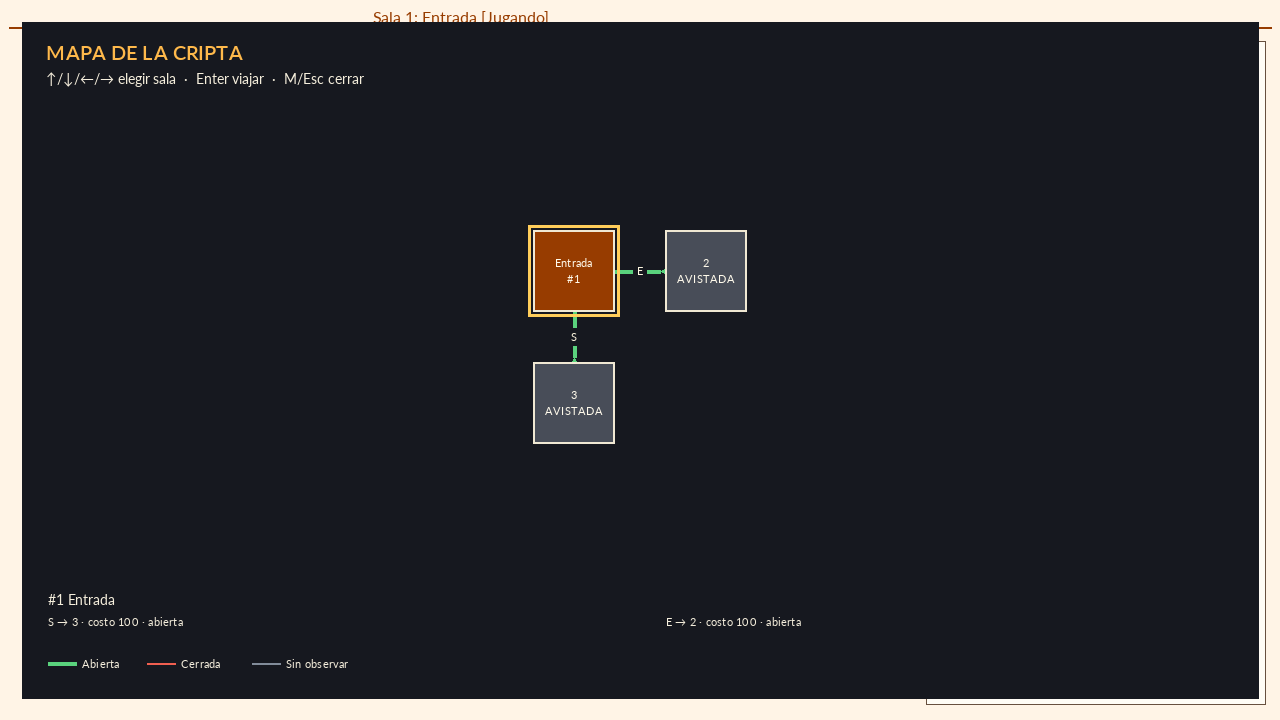 Sala 1: Entrada [Jugando]
MAPA DE LA CRIPTA
↑/↓/←/→ elegir sala · Enter viajar · M/Esc cerrar
Entrada
#1
E
2
AVISTADA
S
3
AVISTADA
#1 Entrada
S → 3 · costo 100 · abierta
E → 2 · costo 100 · abierta
Abierta
Cerrada
Sin observar